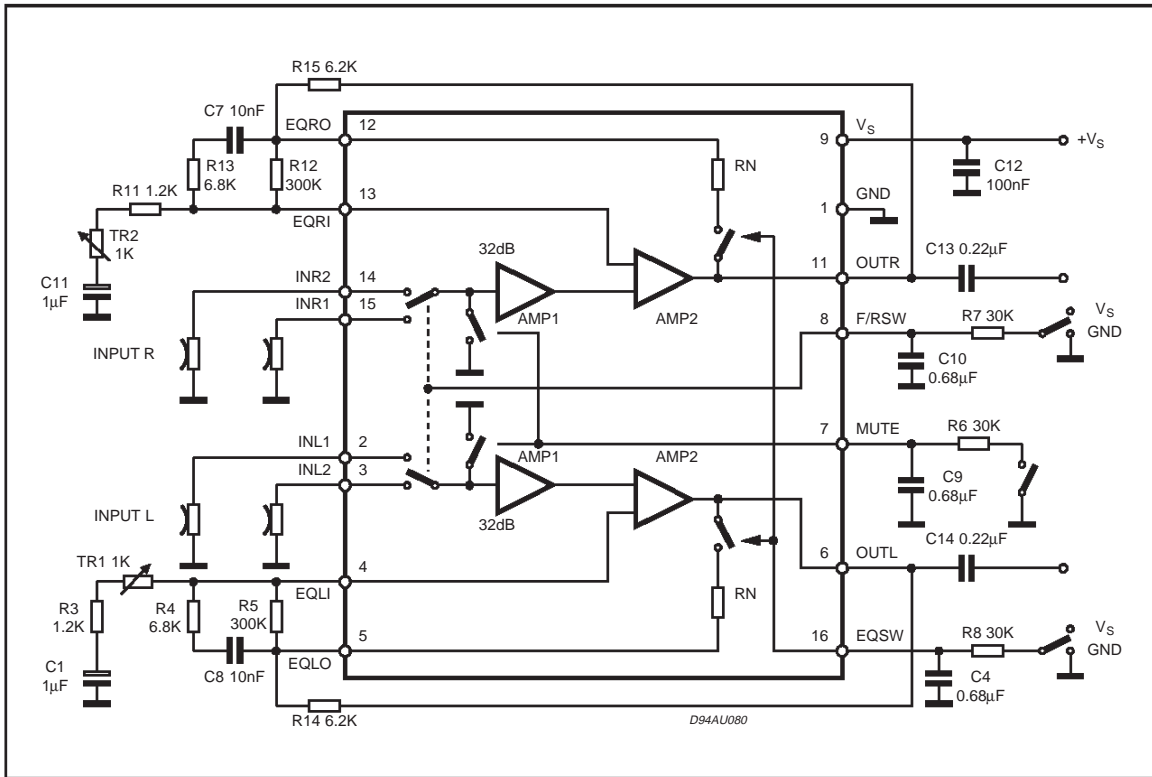 R15 6.2K
C7 10nF
EQRO
12
R13
6.8K
R12
300K
RN
9
VS
+VS
C12
100nF
R11 1.2K
13
EQRI
1
GND
TR2
1K
C11
1µF
INR2
14
INR1
15
32dB
AMP1
AMP2
11
OUTR
C13 0.22µF
INPUT R
8
F/RSW
R7 30K
VS
GND
C10
0.68µF
7
MUTE
R6 30K
C9
0.68µF
INL1
2
INL2
3
AMP1
AMP2
32dB
INPUT L
6
OUTL
C14 0.22µF
TR1 1K
4
EQLI
RN
R3
1.2K
R4
6.8K
R5
300K
5
EQLO
16
EQSW
R8 30K
VS
GND
C1
1µF
C8 10nF
C4
0.68µF
R14 6.2K
D94AU080